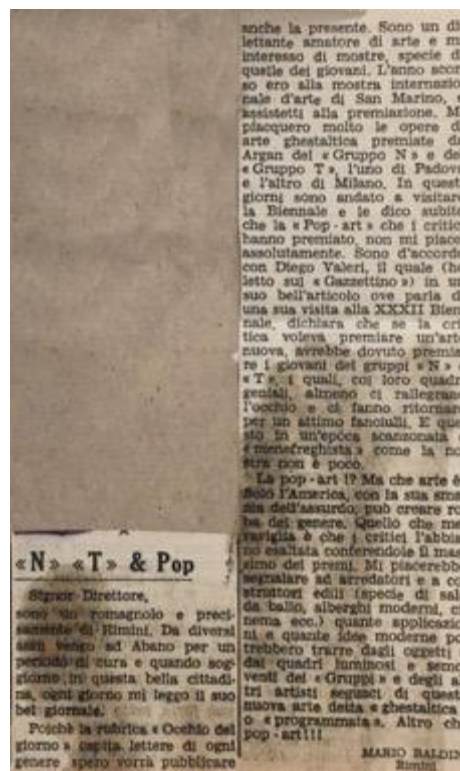 «N» «T» & Pop
Signor Direttore,
sono un romagnolo e preci-
samente di Rimini. Da diversi
anni vengo ad Abano per un
periodo di cura e quando sog-
giorno in questa bella cittadi-
na, ogni giorno mi leggo il suo
bel giornale.
Poichè la rubrica «Occhio del
giorno» ospita lettere di ogni
genere spero vorrà pubblicare
anche la presente. Sono un di
lettante amatore di arte e m
interesso di mostre, specie d
quelle dei giovani. L'anno scor
so ero alla mostra internazio
nale d'arte di San Marino,
assistetti alla premiazione. M
piacquero molto le opere d
arte ghestaltica premiate da
Argan del «Gruppo N» e de
«Gruppo T», l'uno di Padova
e l'altro di Milano. In quest
giorni sono andato a visitare
la Biennale e le dico subito
che la «Pop-art» che i critici
hanno premiato, non mi piace
assolutamente. Sono d'accordo
con Diego Valeri, il quale (ho
letto sul «Gazzettino») in un
suo bell'articolo ove parla d
una sua visita alla XXXII Bien
nale, dichiara che se la cri
tica voleva premiare un'arte
nuova, avrebbe dovuto premia
re i giovani dei gruppi «N»
«T», i quali, coi loro quadr
geniali, almeno ci rallegrano
l'occhio e ci fanno ritornare
per un attimo fanciulli. E que
sto in un'epoca scanzonata
«menefreghista» come la no
stra non è poco.
La pop-art!? Ma che arte è
Solo l'America, con la sua sma
nia dell'assurdo, può creare ro
ba del genere. Quello che me
raviglia è che i critici l'abbia
no esaltata conferendole il mas
simo dei premi. Mi piacerebbe
segnalare ad arredatori e a co
struttori edili (specie di sale
da ballo, alberghi moderni, ci
nema ecc.) quante applicazio
ni e quante idee moderne po
trebbero trarre dagli oggetti
dai quadri luminosi e semo
venti dei «Gruppi» e degli al
tri artisti seguaci di questa
nuova arte detta «ghestaltica
o «programmata». Altro che
pop-art!!!
MARIO BALDIN
Rimini